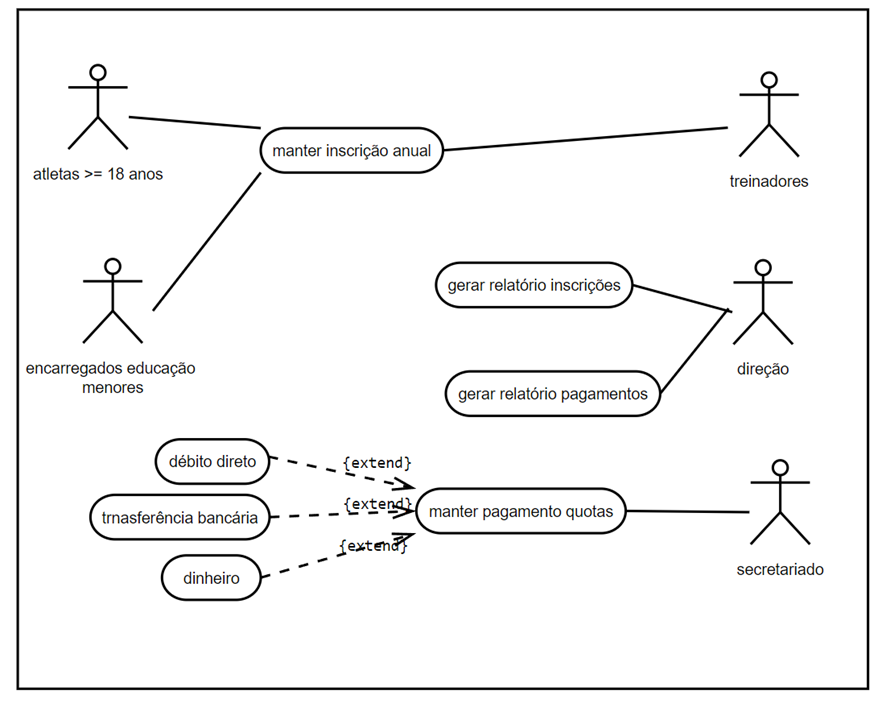 atletas >= 18 anos
manter inscrição anual
treinadores
encarregados educação
menores
gerar relatório inscrições
gerar relatório pagamentos
direção
débito direto
{extend}
trnasferência bancária
{extend}
dinheiro
{extend}
manter pagamento quotas
secretariado